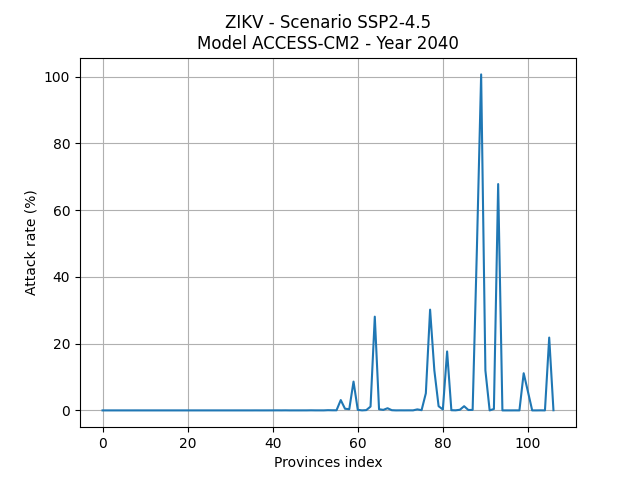 ZIKV - Scenario SSP2-4.5
Model ACCESS-CM2 - Year 2040
100
80
60
40
20
0
Attack rate (%)
0 20 40 60 80 100
Provinces index